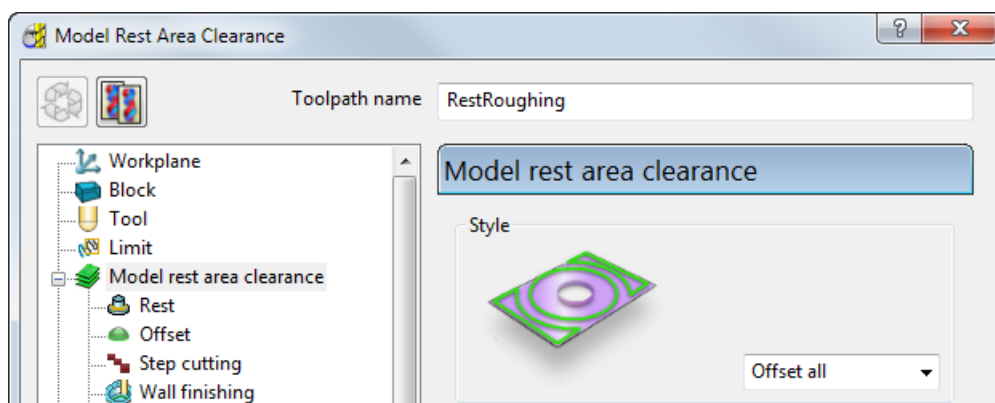 Model Rest Area Clearance
Toolpath name RestRoughing
Workplane
Block
Tool
Limit
Model rest area clearance
Rest
Offset
Step cutting
Wall finishing
Model rest area clearance
Style
Offset all